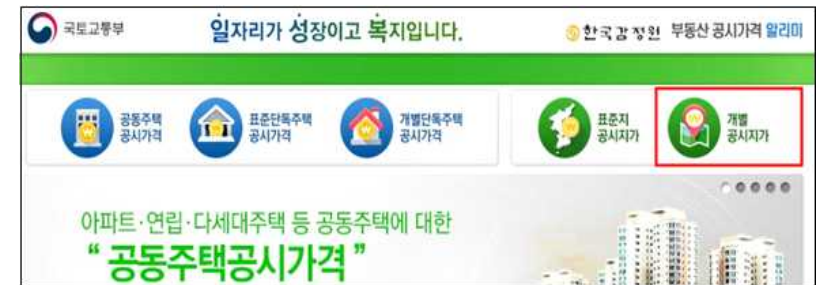 국토교통부
일자리가 성장이고 복지입니다.
한국감정원 부동산 공시가격 알리미
공동주택
공시가격
표준단독주택
공시가격
개별단독주택
공시가격
표준지
공시지가
개별
공시지가
아파트·연립·다세대주택 등 공동주택에 대한
“ 공동주택공시가격 ”